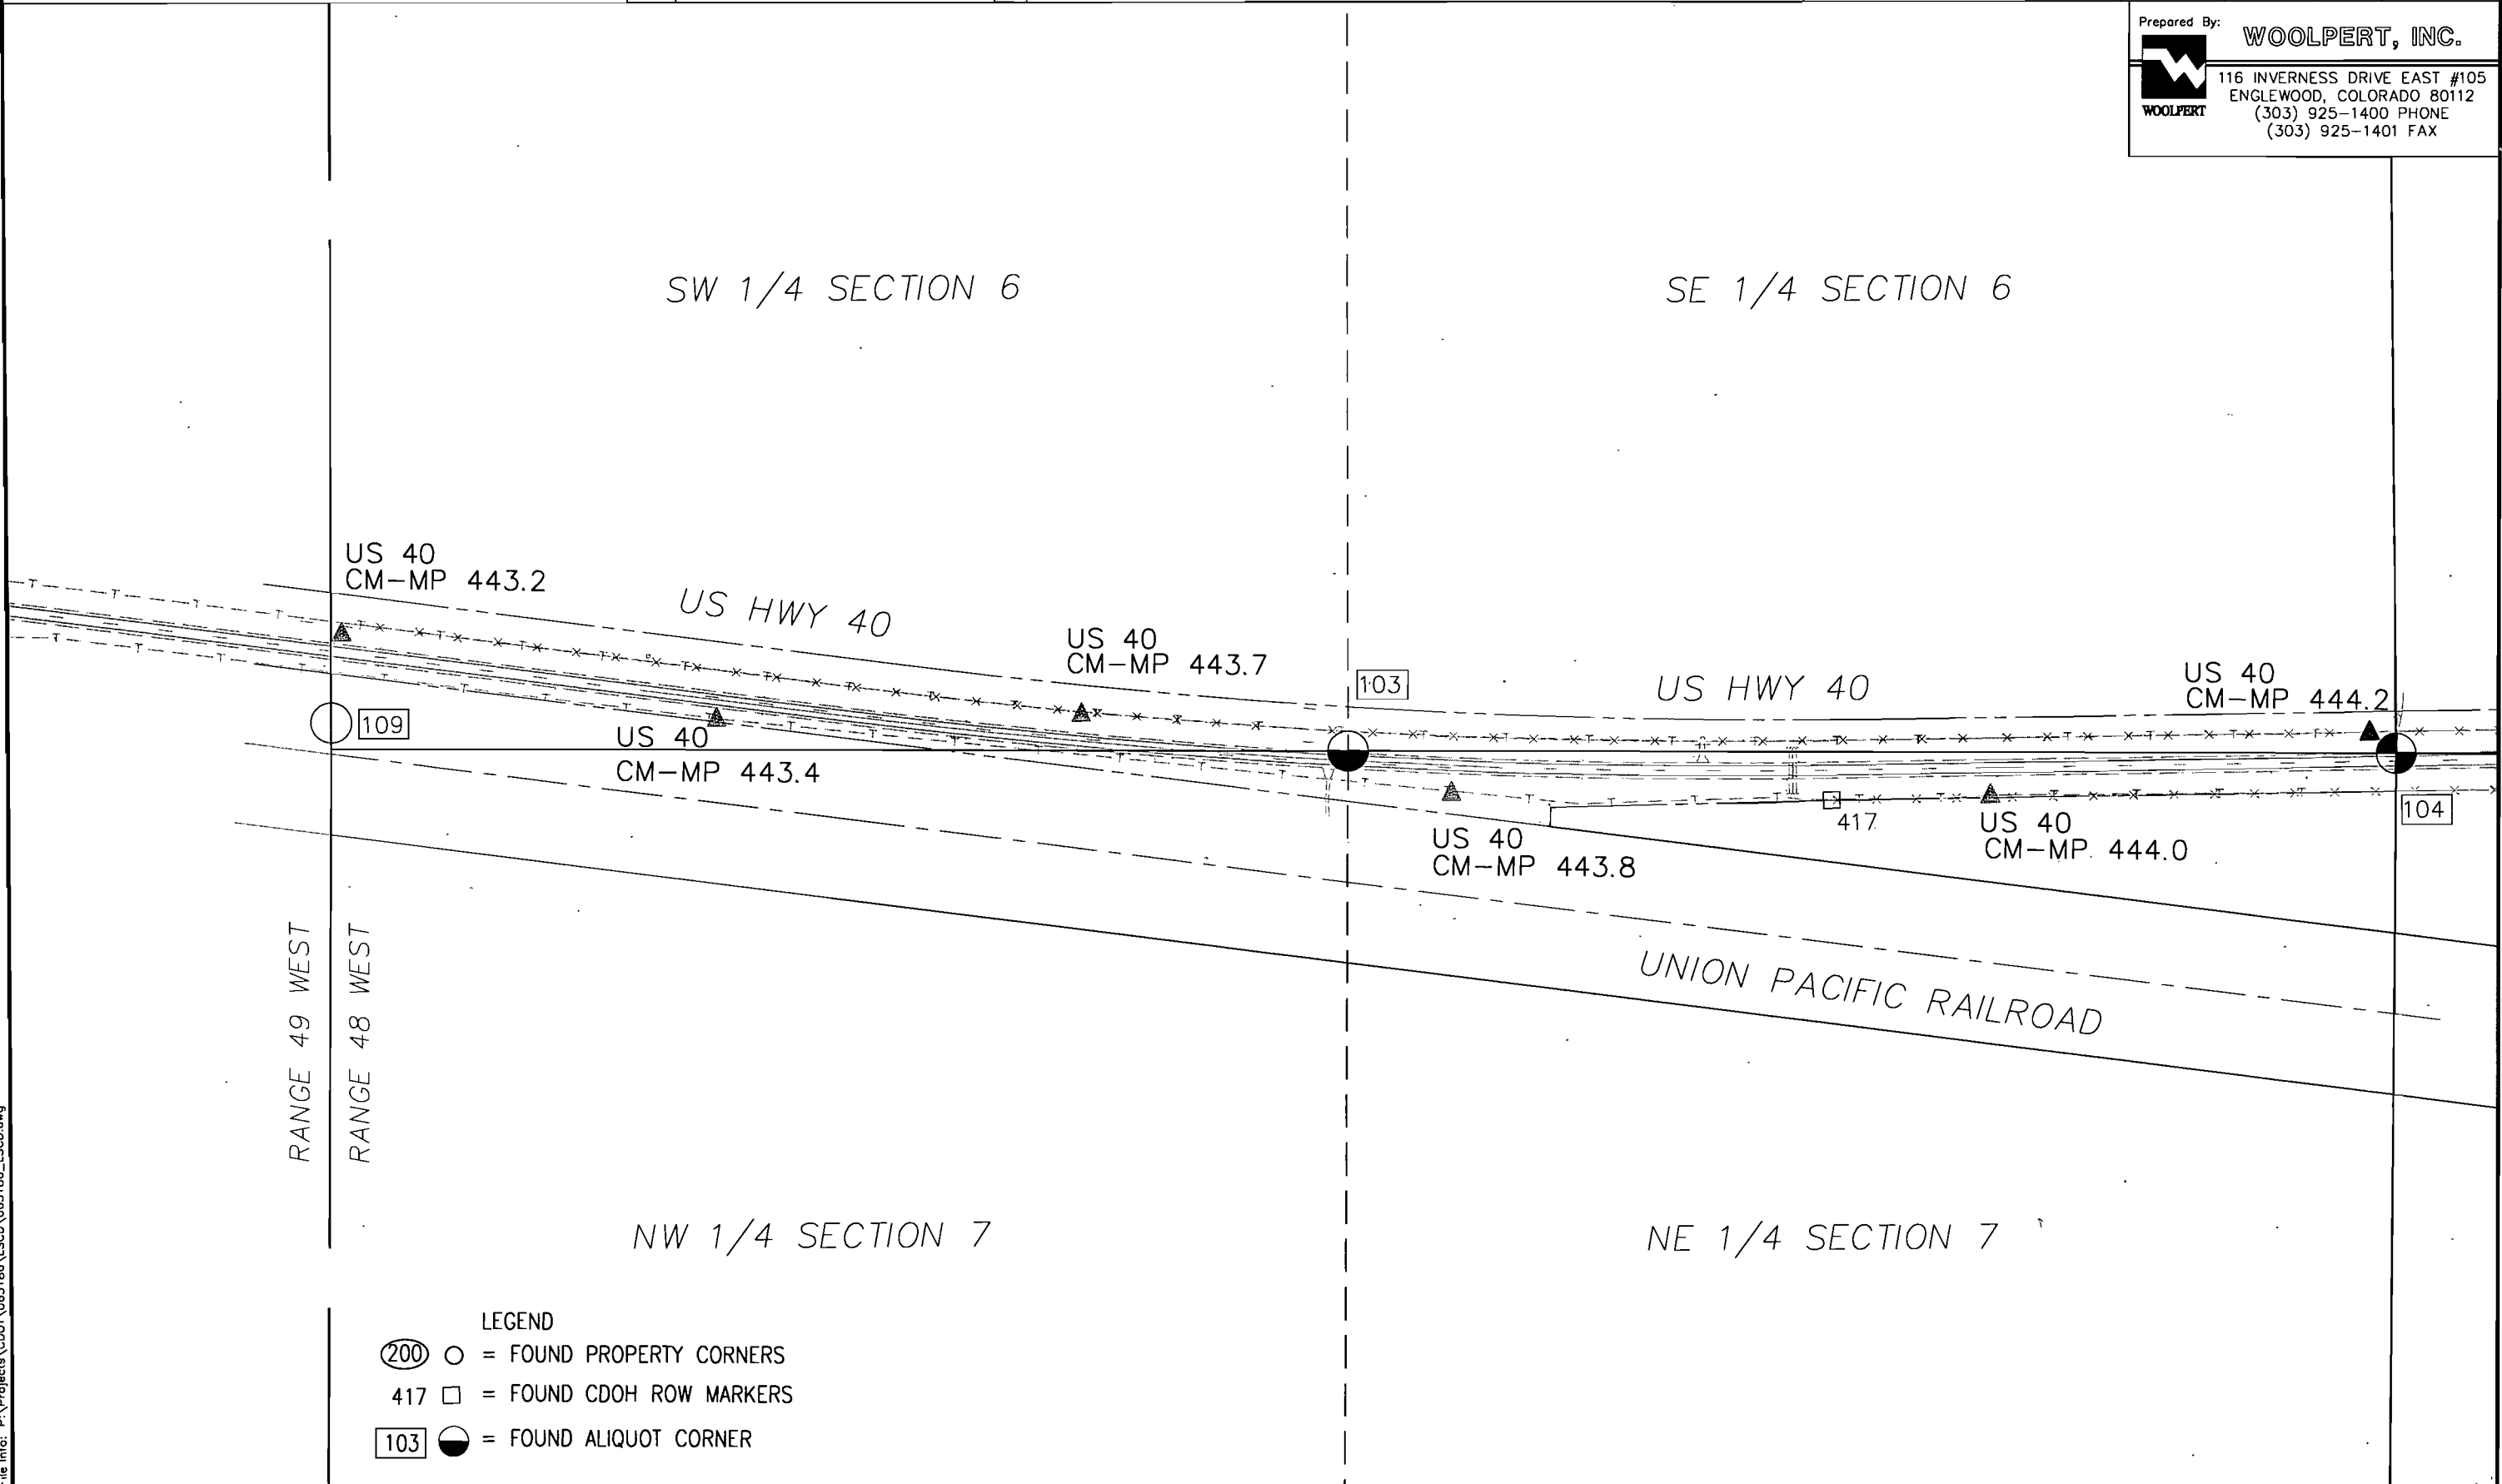 Prepared By:
WOOLPERT, INC.
WOOLPERT
116 INVERNESS DRIVE EAST #105
ENGLEWOOD, COLORADO 80112
(303) 925-1400 PHONE
(303) 925-1401 FAX
SW 1/4 SECTION 6
SE 1/4 SECTION 6
US 40
CM-MP 443.2
US HWY 40
US 40
CM-MP 443.7
103
US HWY 40
US 40
CM-MP 444.2
109
US 40
CM-MP 443.4
US 40
CM-MP 443.8
417
US 40
CM-MP 444.0
104
RANGE 49 WEST
RANGE 48 WEST
UNION PACIFIC RAILROAD
NW 1/4 SECTION 7
NE 1/4 SECTION 7
LEGEND
200 = FOUND PROPERTY CORNERS
417 = FOUND CDOH ROW MARKERS
103 = FOUND ALIQUOT CORNER